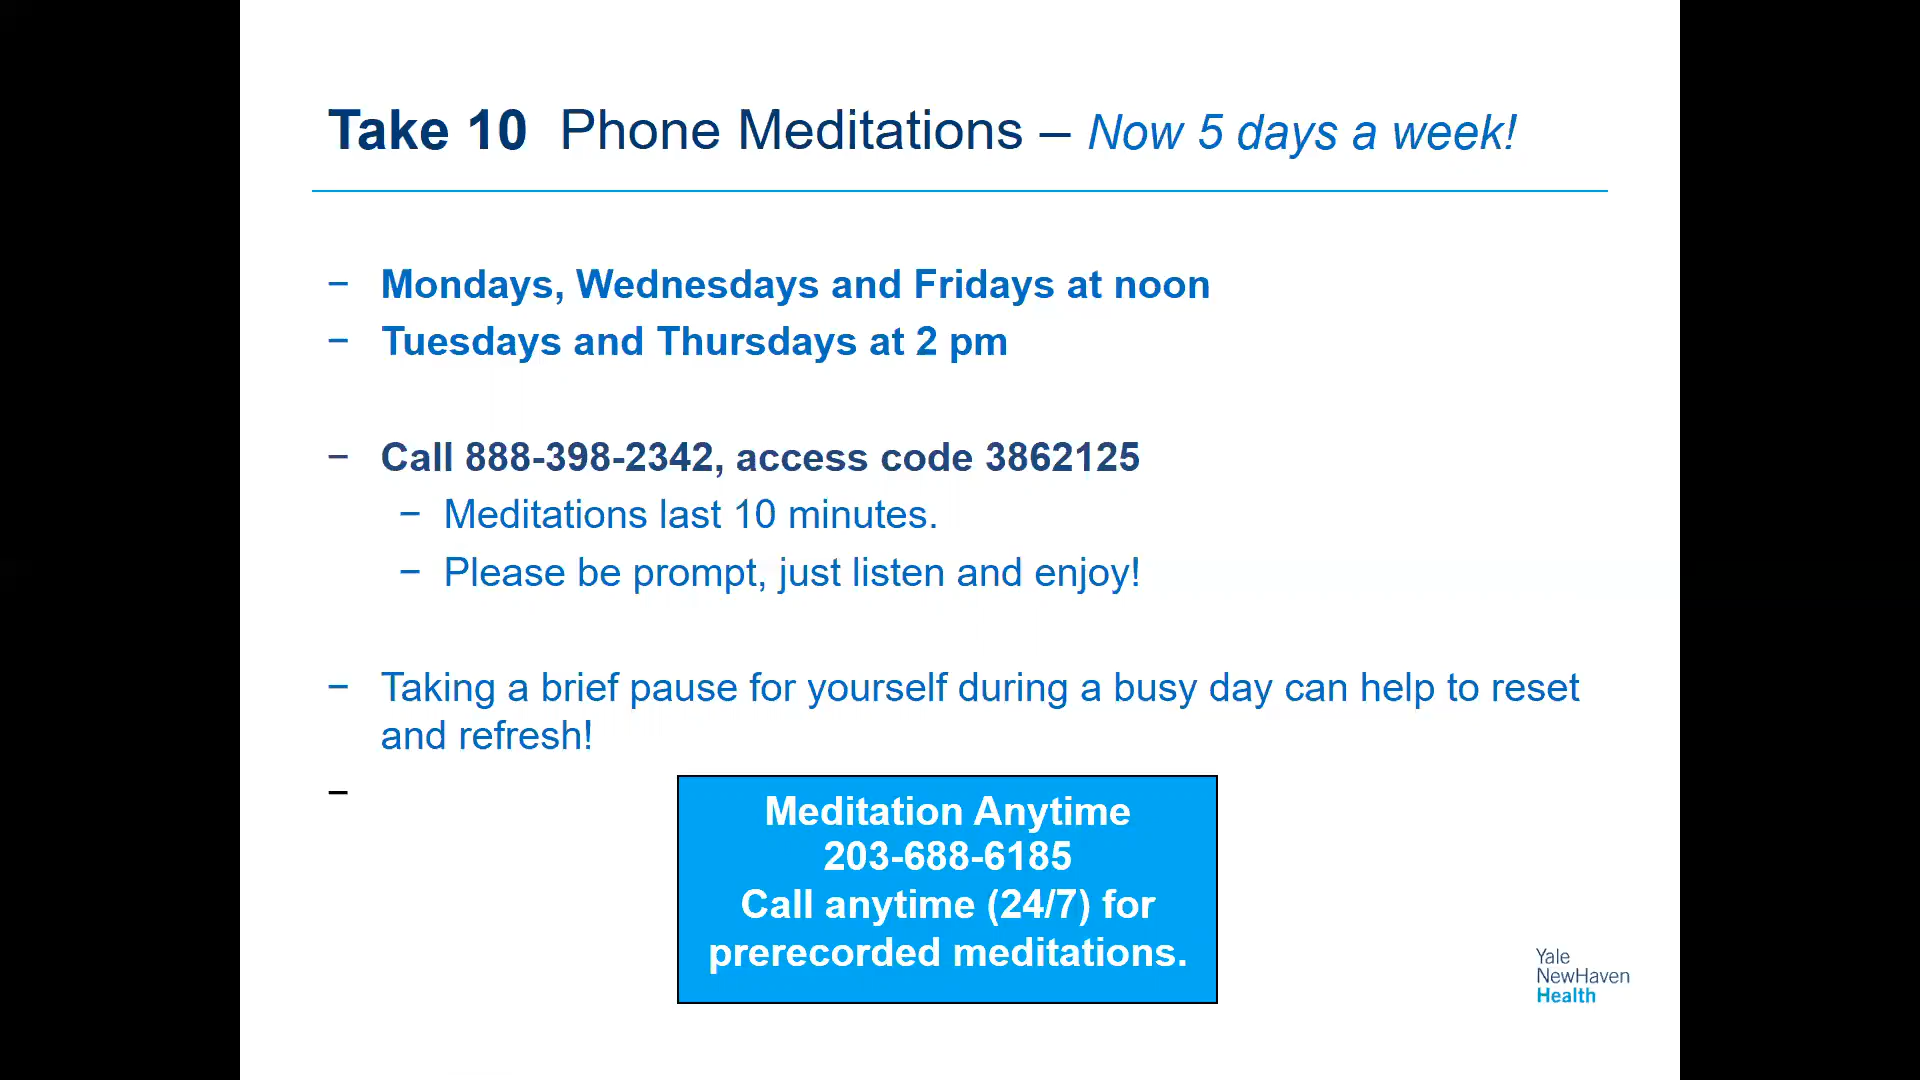 Take 10 Phone Meditations – Now 5 days a week!
− Mondays, Wednesdays and Fridays at noon
− Tuesdays and Thursdays at 2 pm
− Call 888-398-2342, access code 3862125
− Meditations last 10 minutes.
− Please be prompt, just listen and enjoy!
− Taking a brief pause for yourself during a busy day can help to reset
and refresh!
−
Meditation Anytime
203-688-6185
Call anytime (24/7) for
prerecorded meditations.
Yale
NewHaven
Health